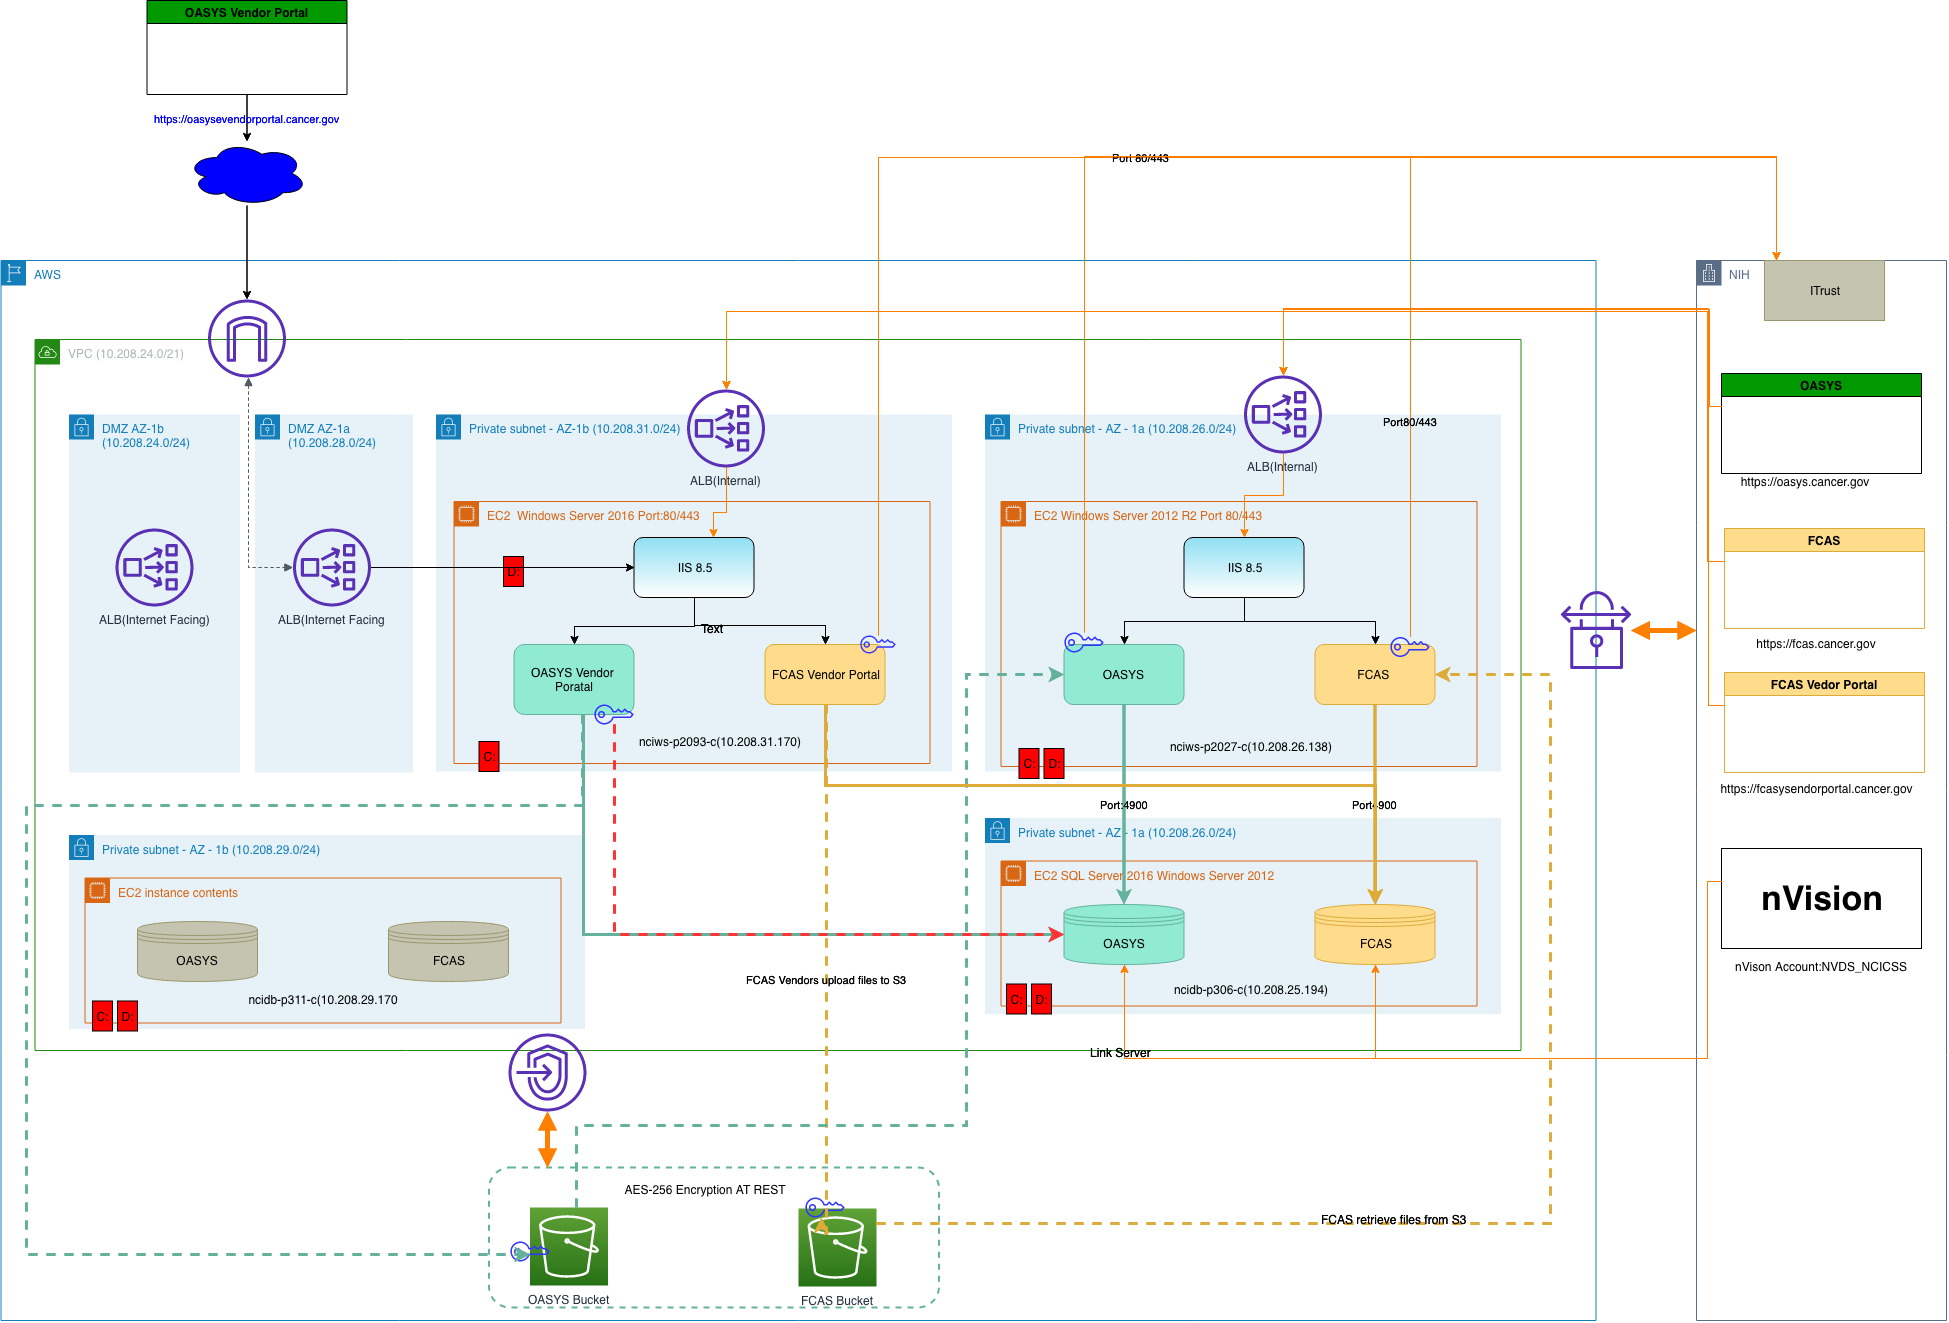 OASYS Vendor Portal
https://oasysevendorportal.cancer.gov
Port 80/443
AWS
NIH
ITrust
VPC (10.208.24.0/21)
OASYS
https://oasys.cancer.gov
DMZ AZ-1b
(10.208.24.0/24)
DMZ AZ-1a
(10.208.28.0/24)
Private subnet - AZ-1b (10.208.31.0/24)
ALB(Internal)
Private subnet - AZ - 1a (10.208.26.0/24)
ALB(Internal)
Port80/443
EC2 Windows Server 2016 Port:80/443
EC2 Windows Server 2012 R2 Port 80/443
FCAS
https://fcas.cancer.gov
ALB(Internet Facing)
ALB(Internet Facing
D:
IIS 8.5
IIS 8.5
Text
OASYS Vendor
Poratal
FCAS Vendor Portal
OASYS
FCAS
FCAS Vedor Portal
https://fcasysendorportal.cancer.gov
nciws-p2093-c(10.208.31.170)
C:
nciws-p2027-c(10.208.26.138)
C:
D:
Port:4900
Port4900
Private subnet - AZ - 1b (10.208.29.0/24)
EC2 instance contents
OASYS
FCAS
ncidb-p311-c(10.208.29.170
C:
D:
Private subnet - AZ - 1a (10.208.26.0/24)
EC2 SQL Server 2016 Windows Server 2012
OASYS
FCAS
ncidb-p306-c(10.208.25.194)
C:
D:
nVision
nVison Account:NVDS_NCICSS
FCAS Vendors upload files to S3
Link Server
AES-256 Encryption AT REST
FCAS retrieve files from S3
OASYS Bucket
FCAS Bucket